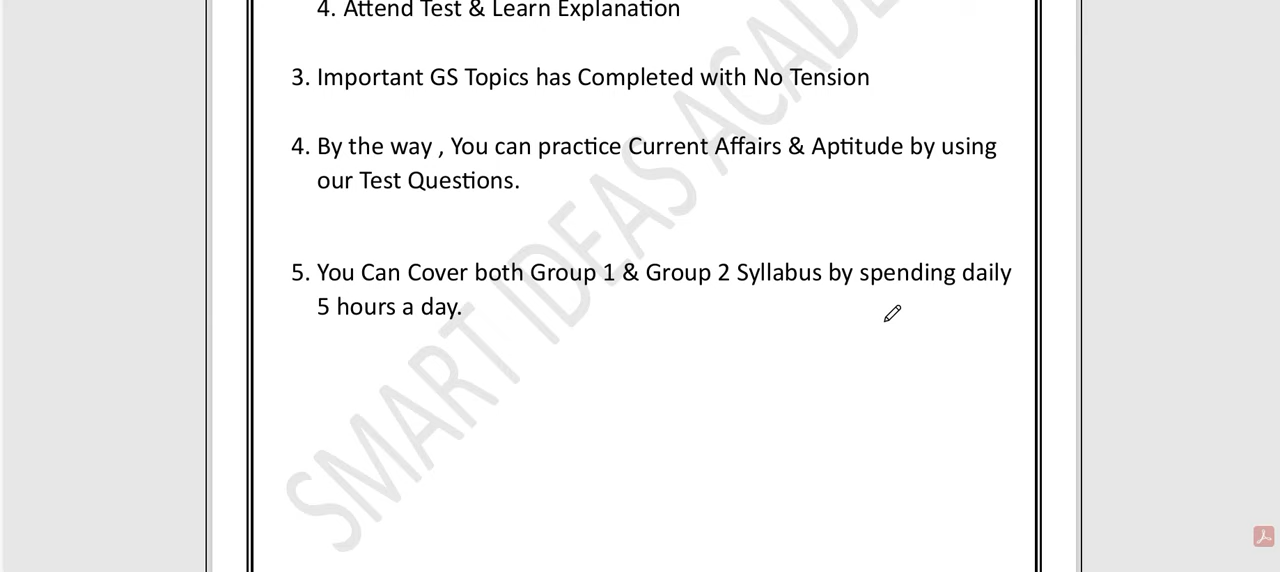 4. Attend Test & Learn Explanation
3. Important GS Topics has Completed with No Tension
4. By the way , You can practice Current Affairs & Aptitude by using
our Test Questions.
5. You Can Cover both Group 1 & Group 2 Syllabus by spending daily
5 hours a day.
SMART IDEAS ACADE